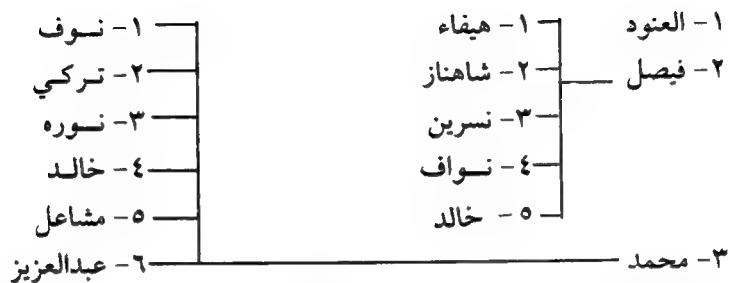 ١- العنود ١- هيفاء ١- نـوف
٢- فيصل ٢- شاهناز ٢- تـركـي
٣- نسرين ٣- نـوره
٤- نـواف ٤- خالـد
٥- خالد ٥- مشاعل
٣- محمد ٦- عبدالعزيز